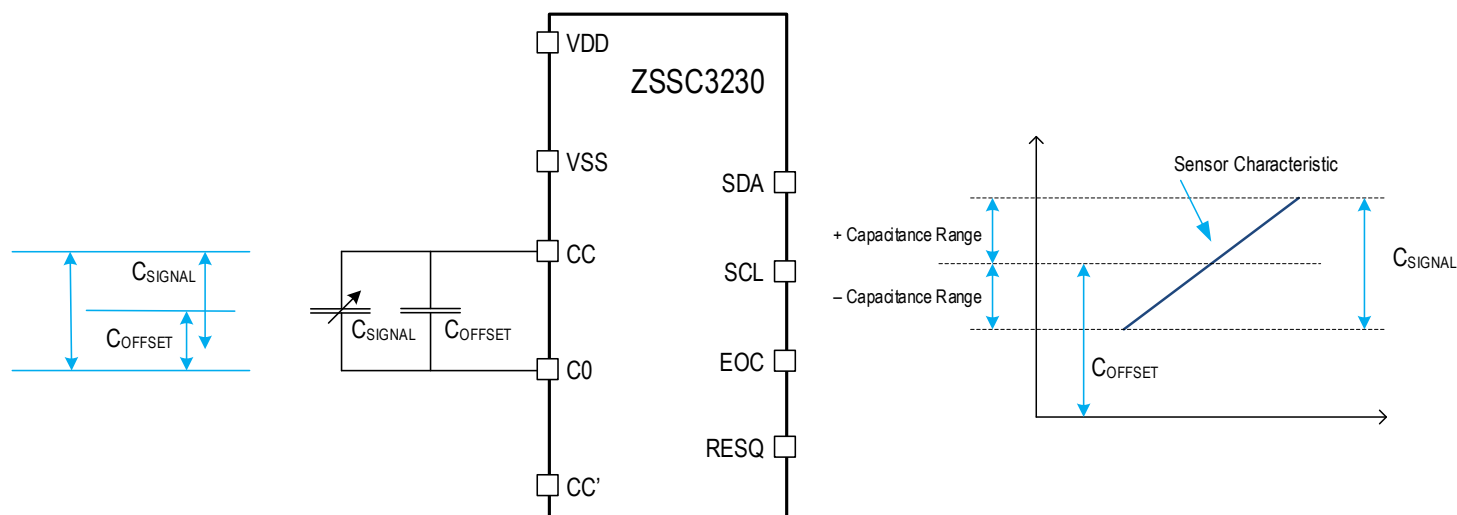 VDD
ZSSC3230
VSS
SDA
CC
SCL
C0
EOC
RESQ
CC’
CSIGNAL
COFFSET
CSIGNAL
COFFSET
Sensor Characteristic
+ Capacitance Range
– Capacitance Range
CSIGNAL
COFFSET